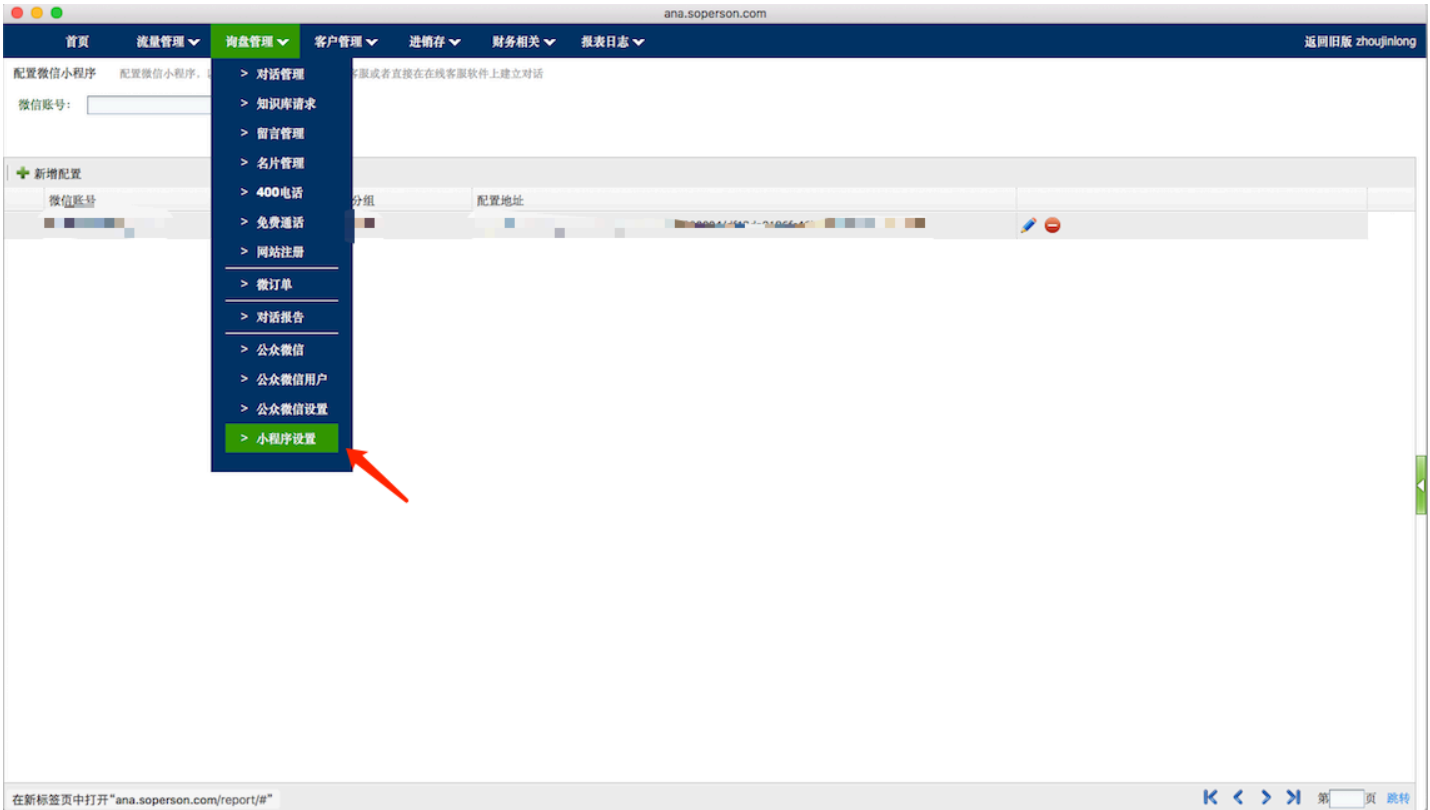 ana.soperson.com
首页 流量管理 询盘管理 客户管理 进销存 财务相关 报表日志 返回旧版 zhoujinlong
配置微信小程序 配置微信小程序, 客服或者直接在在线客服软件上建立对话
微信账号:
> 对话管理
> 知识库请求
> 留言管理
> 名片管理
> 400电话
> 免费通话
> 网站注册
> 微订单
> 对话报告
> 公众微信
> 公众微信用户
> 公众微信设置
> 小程序设置
新增配置
微信账号 分组 配置地址
在新标签页中打开"ana.soperson.com/report/#"
第 页 跳转